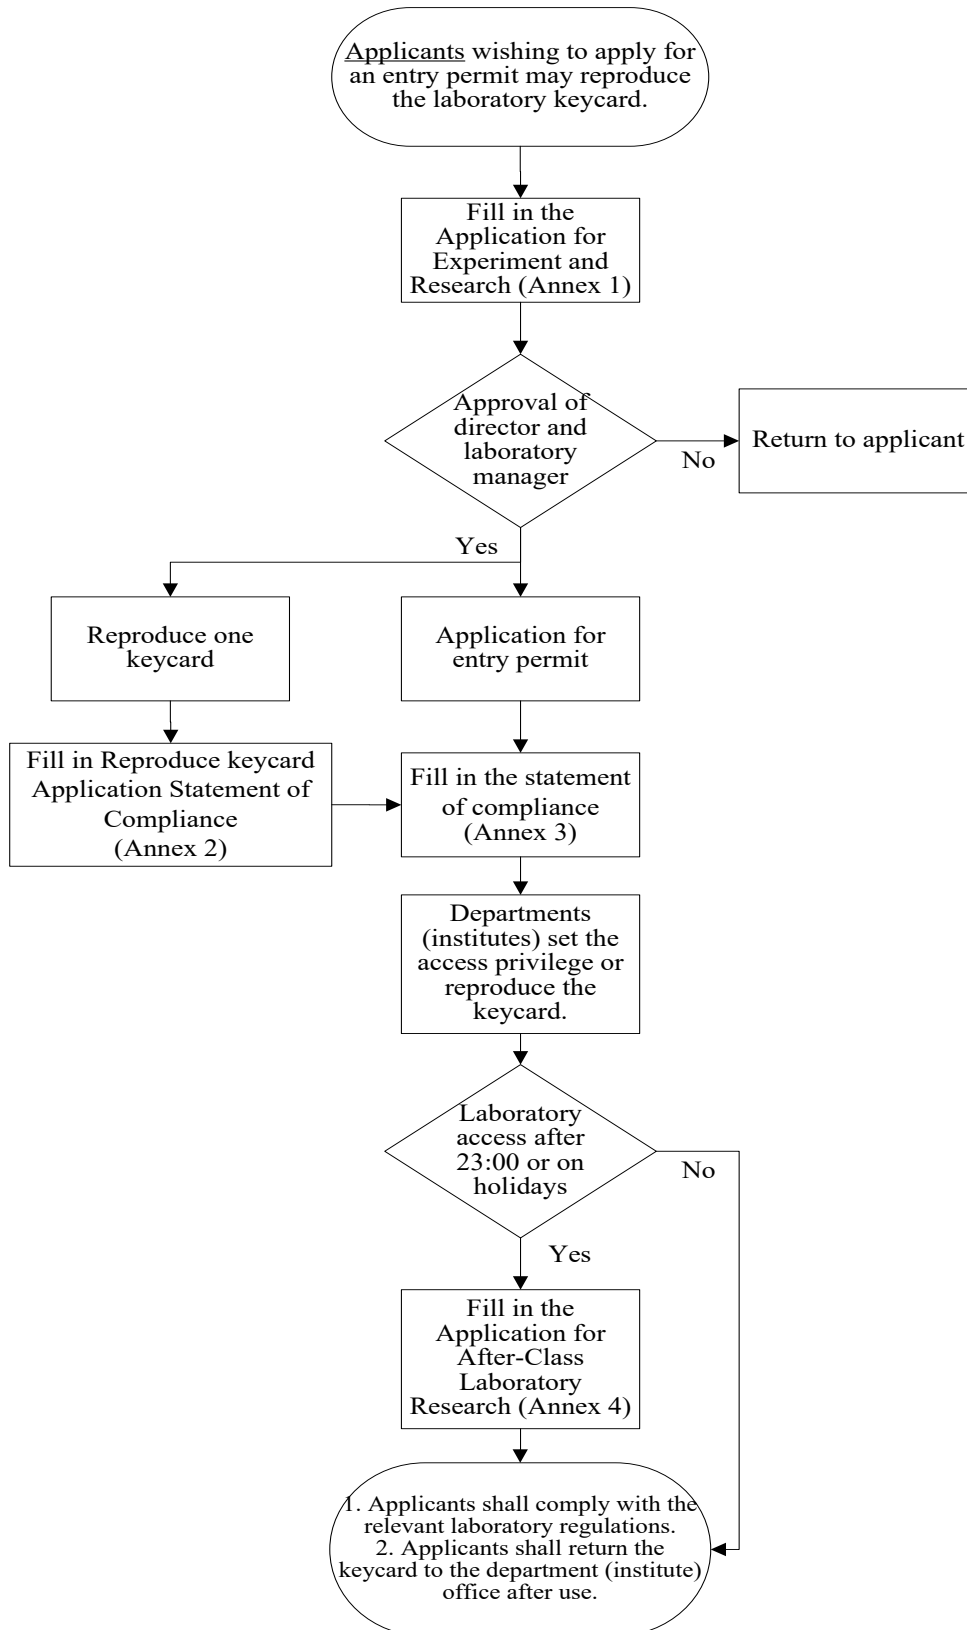 Applicants wishing to apply for
an entry permit may reproduce
the laboratory keycard.
Fill in the
Application for
Experiment and
Research (Annex 1)
Approval of
director and
laboratory
manager
No
Return to applicant
Yes
Reproduce one
keycard
Application for
entry permit
Fill in Reproduce keycard
Application Statement of
Compliance
(Annex 2)
Fill in the statement
of compliance
(Annex 3)
Departments
(institutes) set the
access privilege or
reproduce the
keycard.
Laboratory
access after
23:00 or on
holidays
No
Yes
Fill in the
Application for
After-Class
Laboratory
Research (Annex 4)
1. Applicants shall comply with the
relevant laboratory regulations.
2. Applicants shall return the
keycard to the department (institute)
office after use.